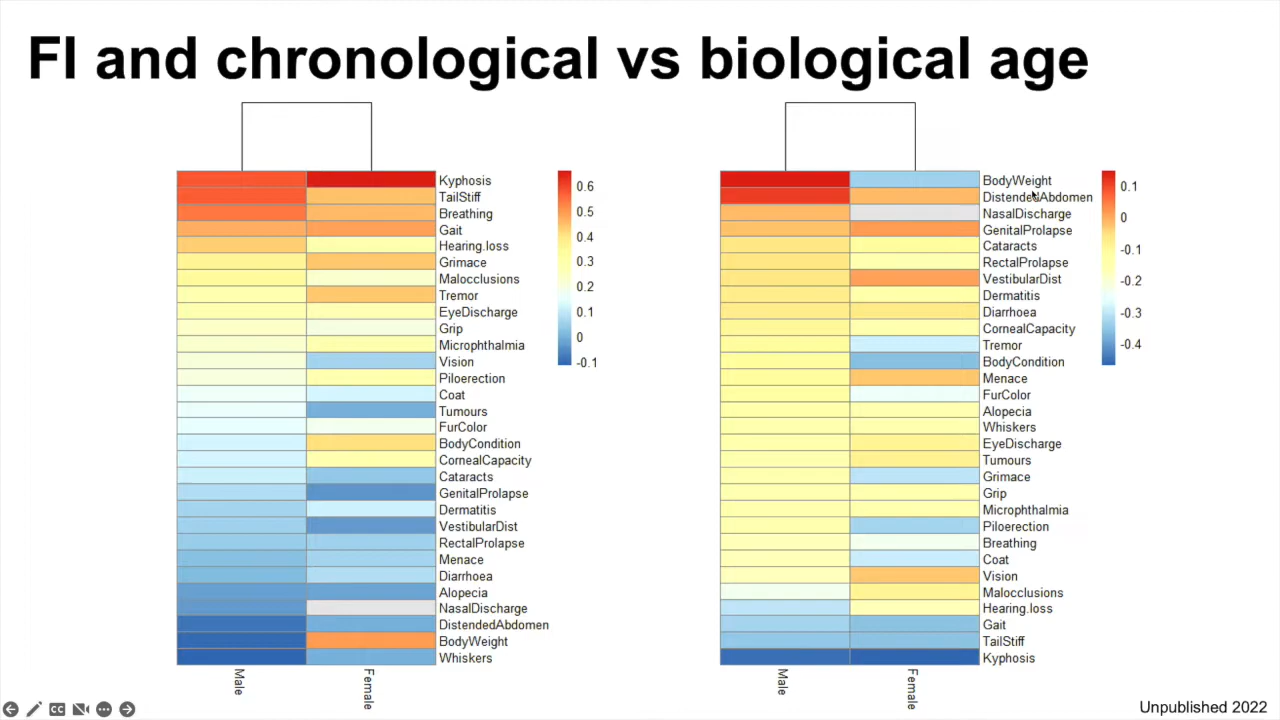 FI and chronological vs biological age
Kyphosis
TailStiff
Breathing
Gait
Hearing.loss
Grimace
Malocclusions
Tremor
EyeDischarge
Grip
Microphthalmia
Vision
Piloerection
Coat
Tumours
FurColor
BodyCondition
CornealCapacity
Cataracts
GenitalProlapse
Dermatitis
VestibularDist
RectalProlapse
Menace
Diarrhoea
Alopecia
NasalDischarge
DistendedAbdomen
BodyWeight
Whiskers
Male
Female
0.6
0.5
0.4
0.3
0.2
0.1
0
-0.1
BodyWeight
DistendedAbdomen
NasalDischarge
GenitalProlapse
Cataracts
RectalProlapse
VestibularDist
Dermatitis
Diarrhoea
CornealCapacity
Tremor
BodyCondition
Menace
FurColor
Alopecia
Whiskers
EyeDischarge
Tumours
Grimace
Grip
Microphthalmia
Piloerection
Breathing
Coat
Vision
Malocclusions
Hearing.loss
Gait
TailStiff
Kyphosis
Male
Female
0.1
0
-0.1
-0.2
-0.3
-0.4
CC
Unpublished 2022